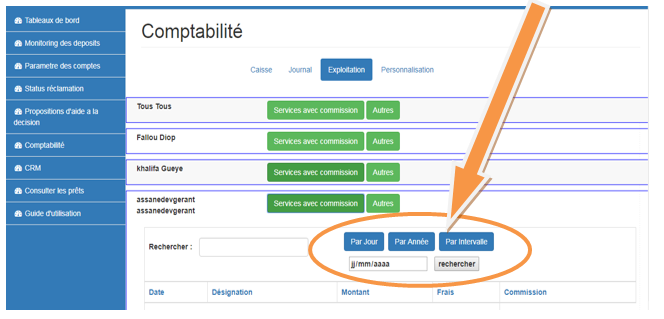 Tableaux de bord
Monitoring des deposits
Parametre des comptes
Status réclamation
Propositions d'aide a la
decision
Comptabilité
CRM
Consulter les prêts
Guide d'utilisation
Comptabilité
Caisse Journal Exploitation Personnalisation
Tous Tous Services avec commission Autres
Fallou Diop Services avec commission Autres
khalifa Gueye Services avec commission Autres
assanedevgerant Services avec commission Autres
assanedevgerant
Rechercher : Par Jour Par Année Par Intervalle
jj/mm/aaaa rechercher
Date Désignation Montant Frais Commission